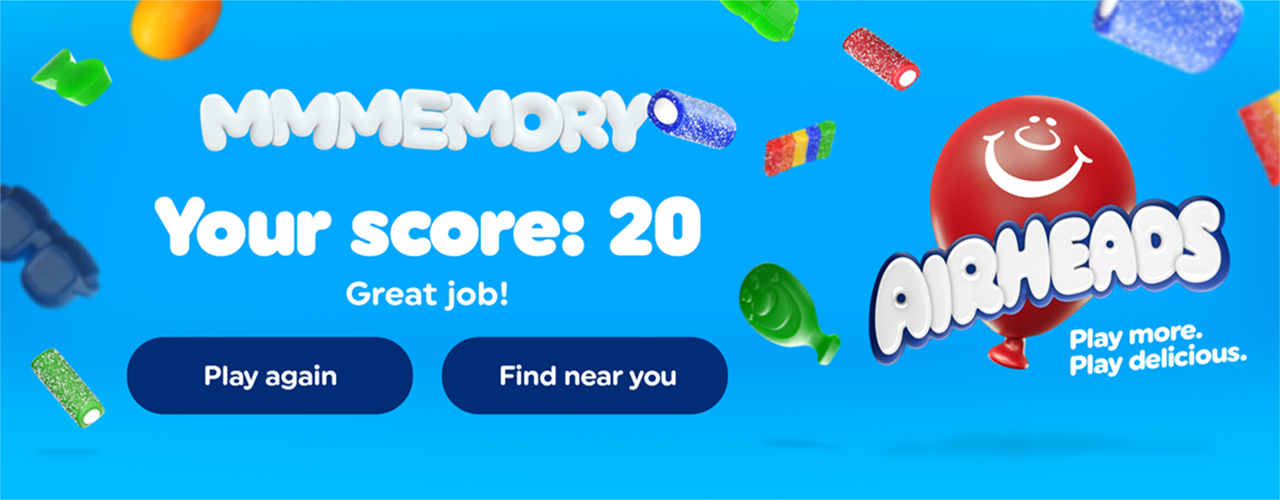 MMMEMORY
Your score: 20
Great job!
Play again
Find near you
AIRHEADS
Play more.
Play delicious.